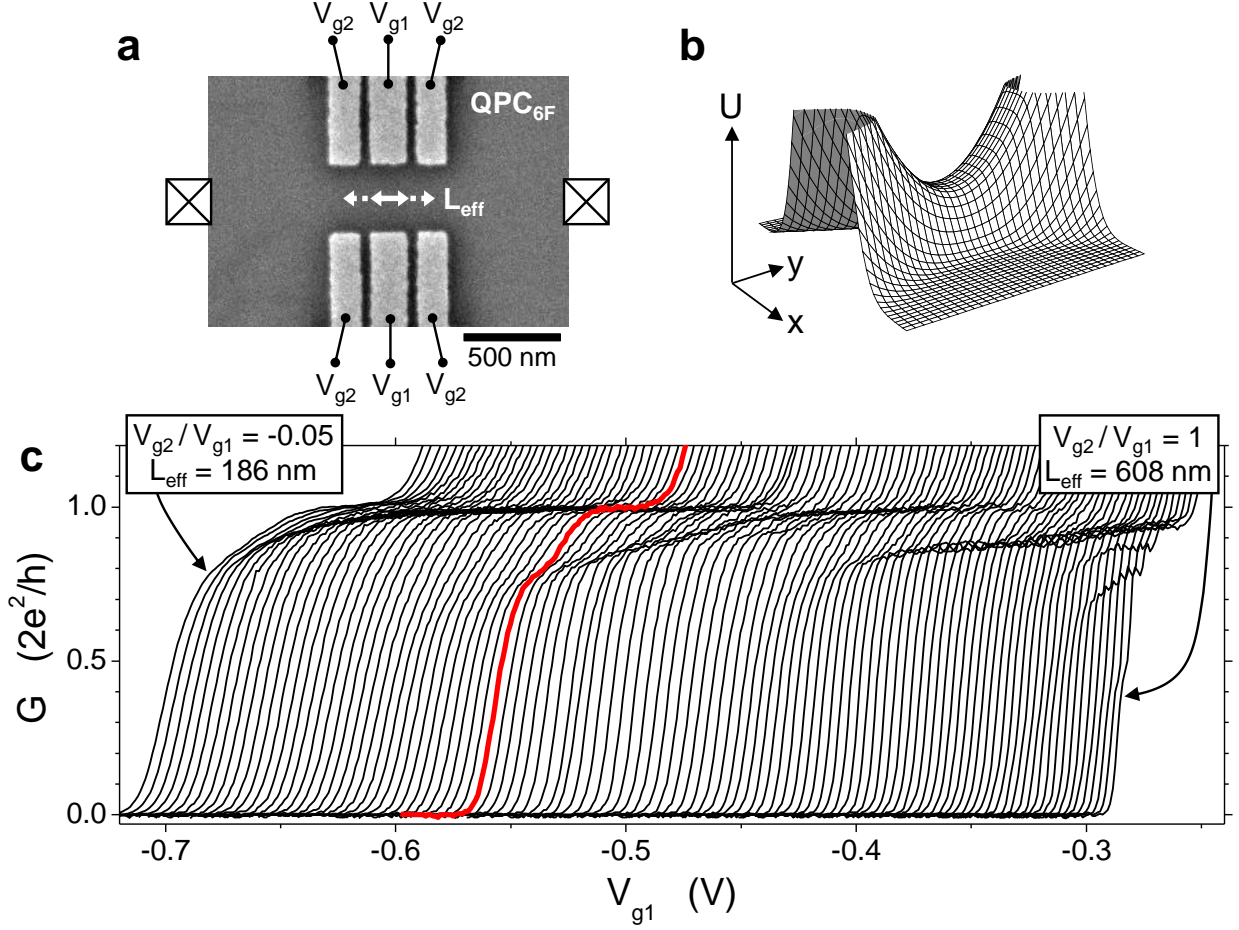 V_g2 V_g1 V_g2
a
QPC_6F
L_eff
500 nm
V_g2 V_g1 V_g2
b
U
y
x
c
V_g2 / V_g1 = -0.05
L_eff = 186 nm
V_g2 / V_g1 = 1
L_eff = 608 nm
1.0
0.5
0.0
G (2e²/h)
-0.7 -0.6 -0.5 -0.4 -0.3
V_g1 (V)